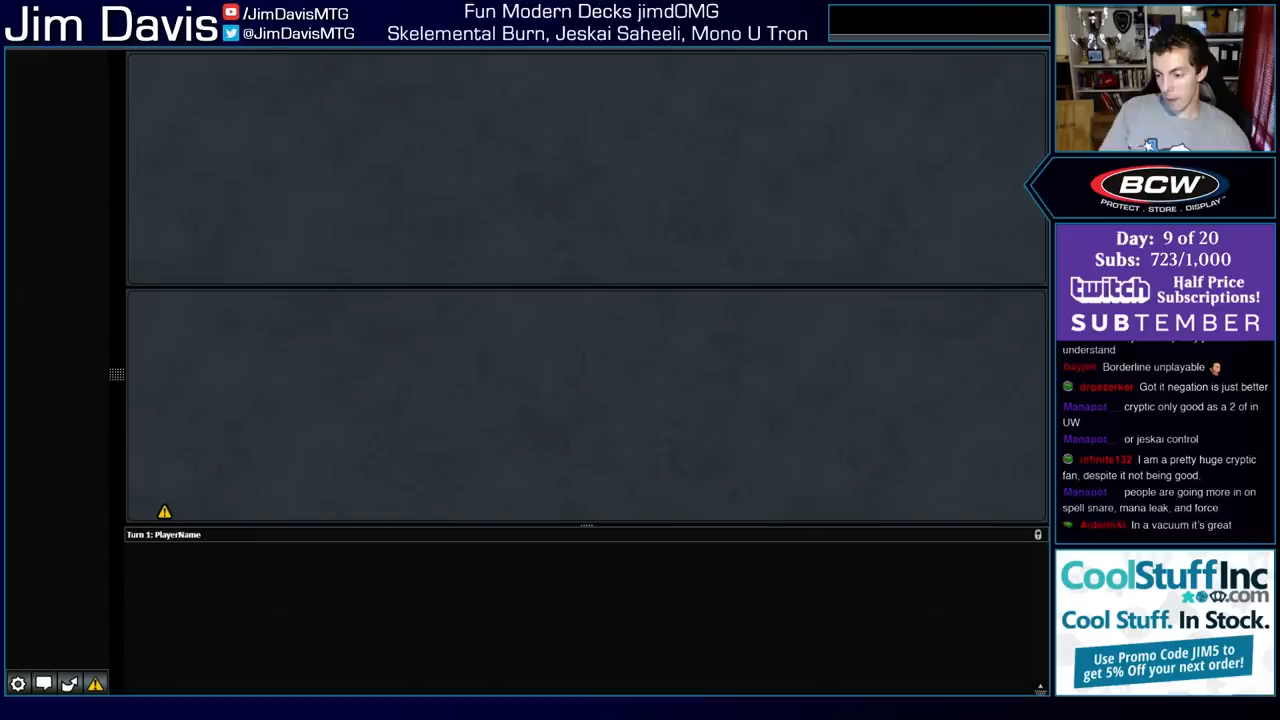 Jim Davis
/JimDavisMTG
@JimDavisMTG
Fun Modern Decks jimdOMG
Skelemental Burn, Jeskai Saheeli, Mono U Tron
BCW
PROTECT . STORE . DISPLAY
Day: 9 of 20
Subs: 723/1,000
twitch
Half Price
Subscriptions!
SUBTEMBER
understand
Borderline unplayable
drpezerker Got it negation is just better
Manapot__ cryptic only good as a 2 of in
UW
Manapot__ or jeskai control
infinite132 I am a pretty huge cryptic
fan, despite it not being good.
Manapot__ people are going more in on
spell snare, mana leak, and force
In a vacuum it's great
Turn 1: PlayerName
CoolStuffInc
.com
Cool Stuff. In Stock.
Use Promo Code JIM5 to
get 5% Off your next order!